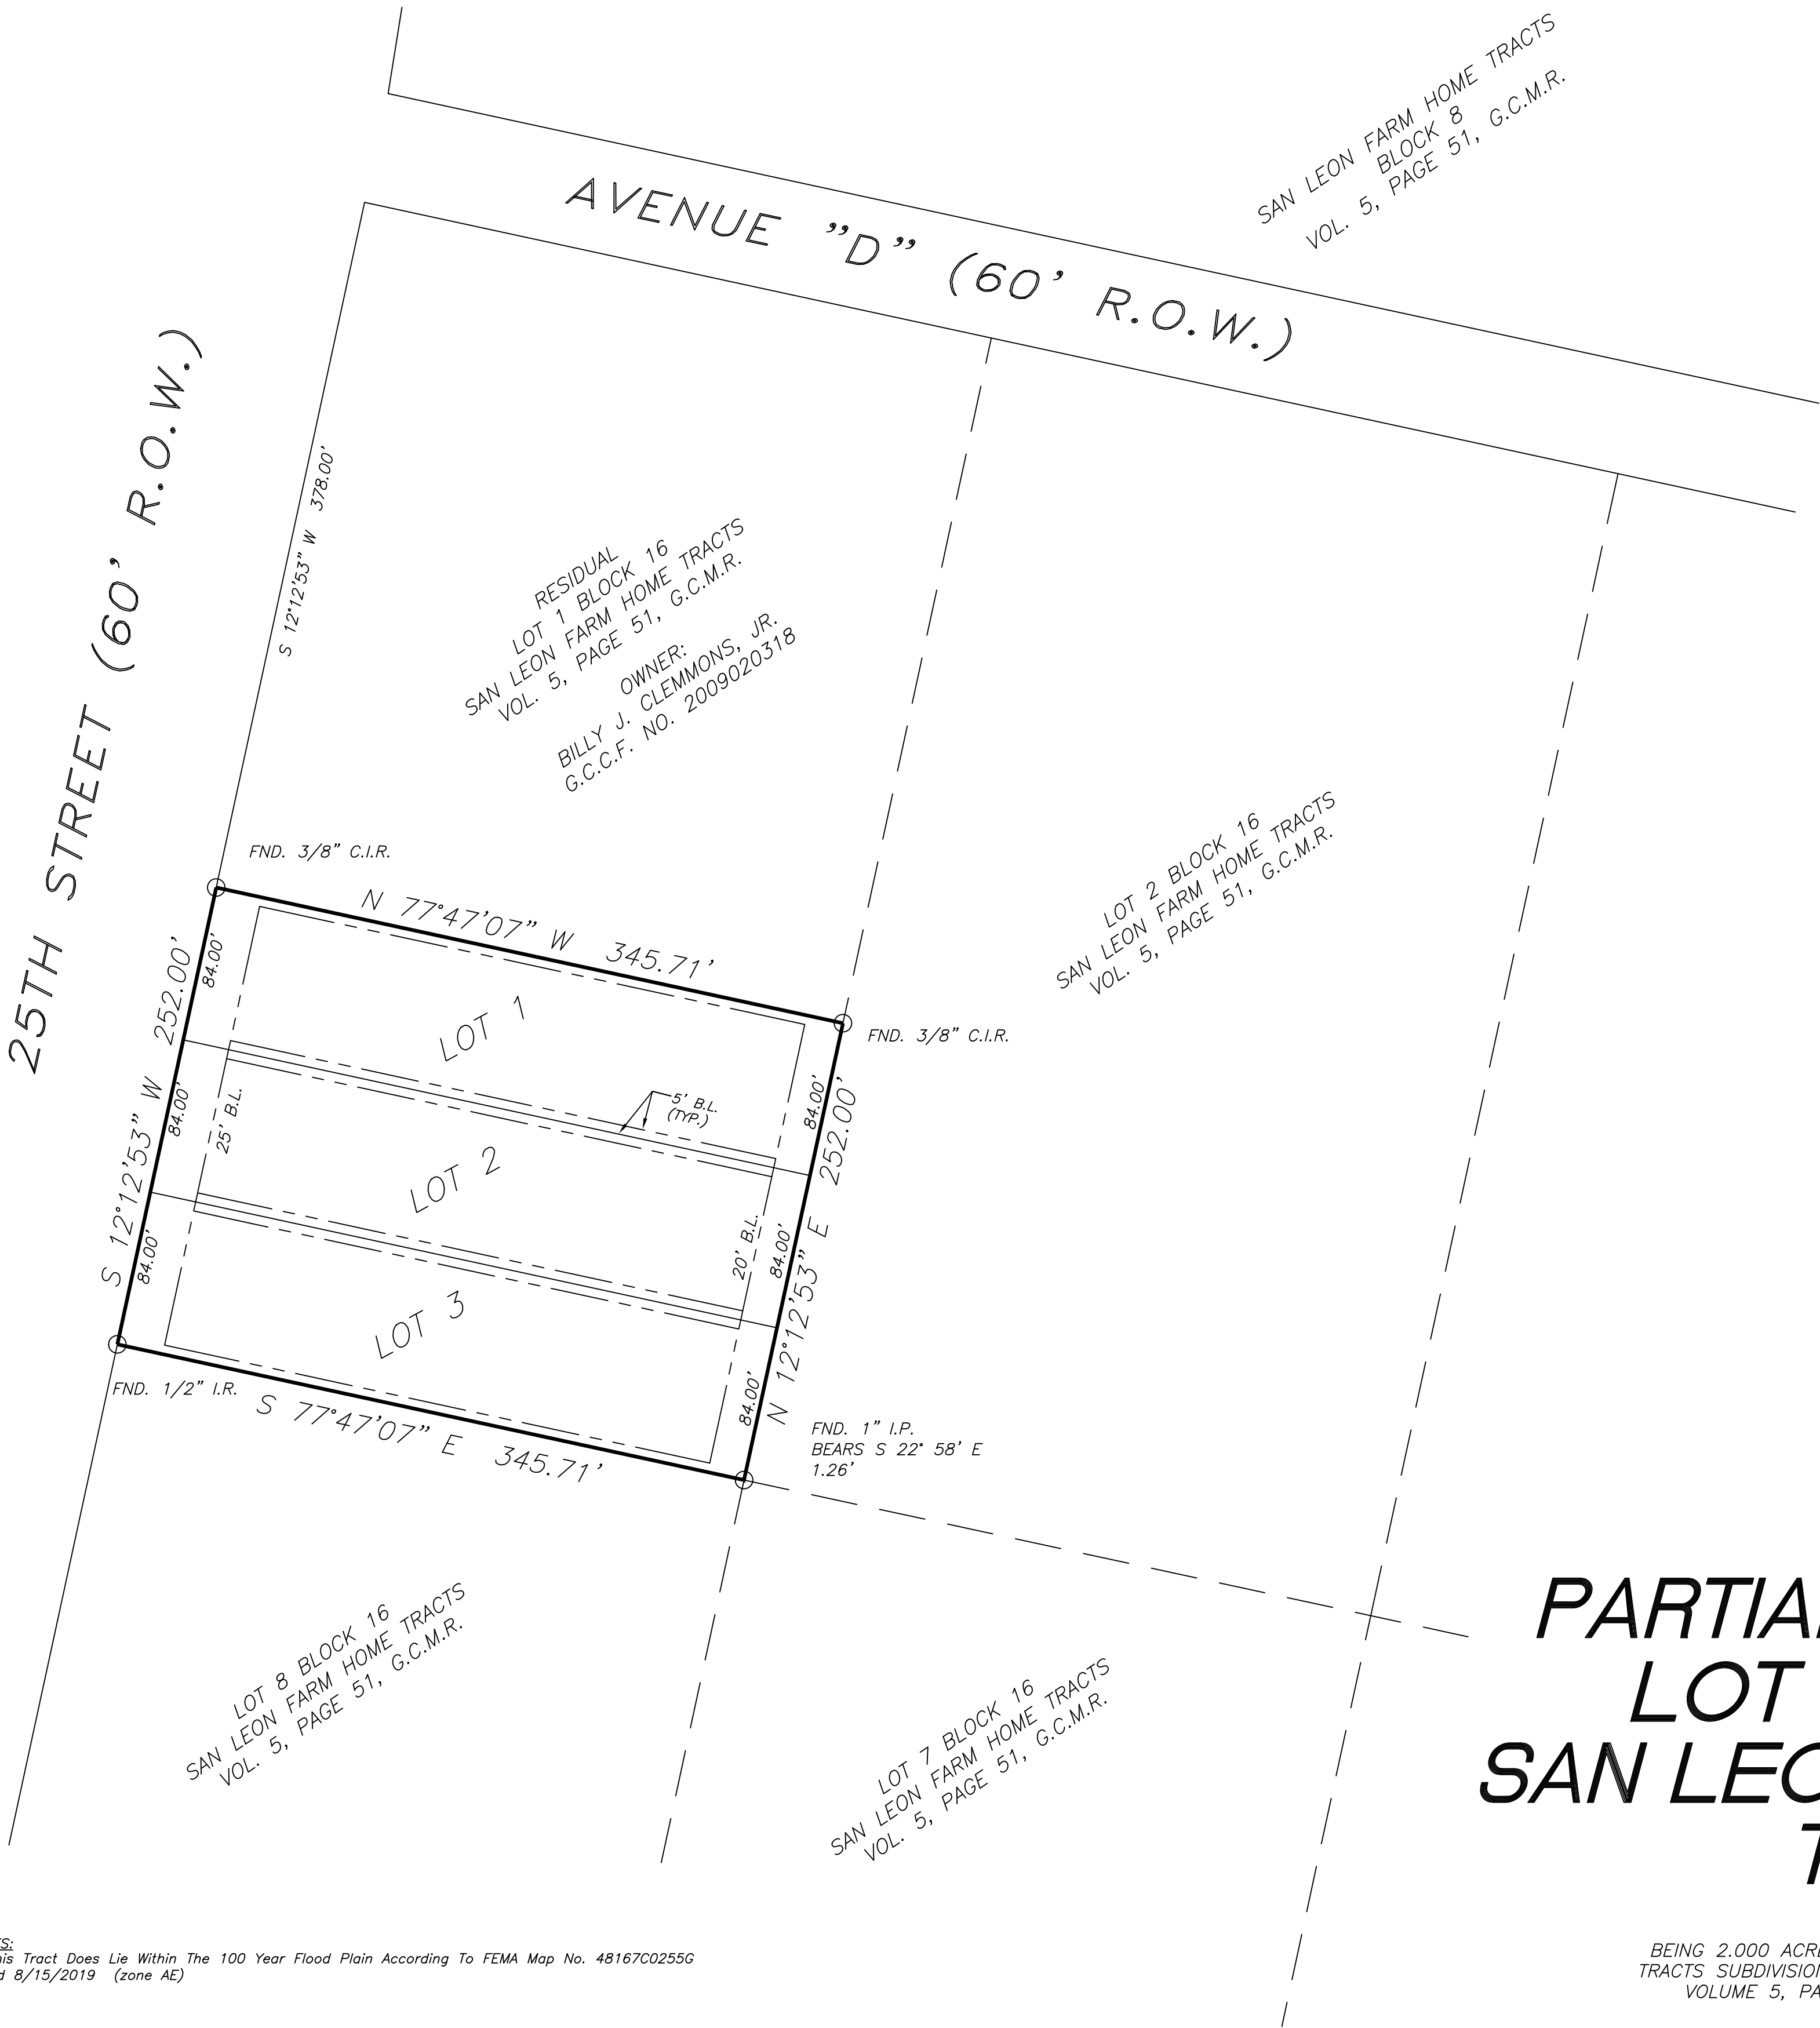 SAN LEON FARM HOME TRACTS
BLOCK 8
VOL. 5, PAGE 51, G.C.M.R.
AVENUE "D" (60' R.O.W.)
25TH STREET (60' R.O.W.)
S 12°12'53" W 378.00'
RESIDUAL
LOT 1 BLOCK 16
SAN LEON FARM HOME TRACTS
VOL. 5, PAGE 51, G.C.M.R.
OWNER:
BILLY J. CLEMMONS, JR.
G.C.C.F. NO. 2009020318
LOT 2 BLOCK 16
SAN LEON FARM HOME TRACTS
VOL. 5, PAGE 51, G.C.M.R.
FND. 3/8" C.I.R.
N 77°47'07" W 345.71'
FND. 3/8" C.I.R.
S 12°12'53" W 252.00'
84.00'
84.00'
84.00'
25' B.L.
LOT 1
5' B.L.
(TYP.)
LOT 2
LOT 3
20' B.L.
84.00'
84.00'
84.00'
N 12°12'53" E 252.00'
FND. 1/2" I.R.
S 77°47'07" E 345.71'
FND. 1" I.P.
BEARS S 22° 58' E
1.26'
LOT 8 BLOCK 16
SAN LEON FARM HOME TRACTS
VOL. 5, PAGE 51, G.C.M.R.
LOT 7 BLOCK 16
SAN LEON FARM HOME TRACTS
VOL. 5, PAGE 51, G.C.M.R.
PARTIA
LOT
SAN LEO
T
Tract Does Lie Within The 100 Year Flood Plain According To FEMA Map No. 48167C0255G
8/15/2019 (zone AE)
BEING 2.000 ACRE
TRACTS SUBDIVISION
VOLUME 5, PA